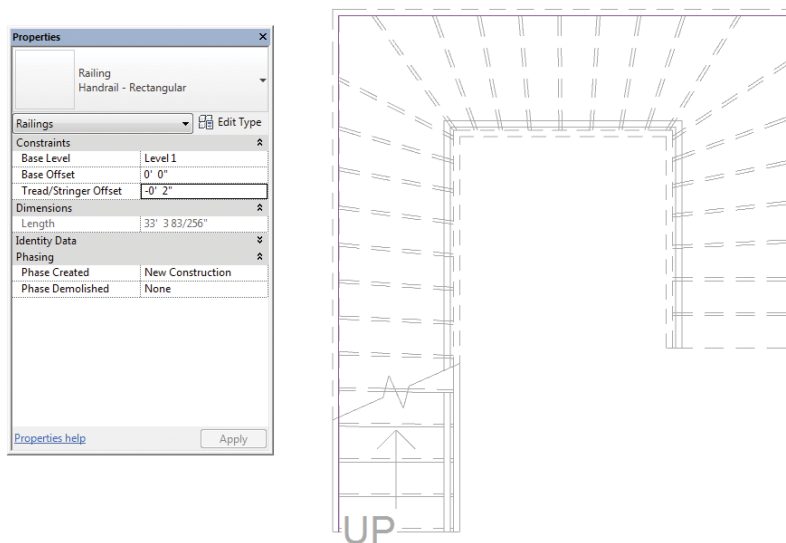 Properties
Railing
Handrail - Rectangular
Railings
Edit Type
Constraints
Base Level Level 1
Base Offset 0' 0"
Tread/Stringer Offset -0' 2"
Dimensions
Length 33' 3 83/256"
Identity Data
Phasing
Phase Created New Construction
Phase Demolished None
Properties help
Apply
UP